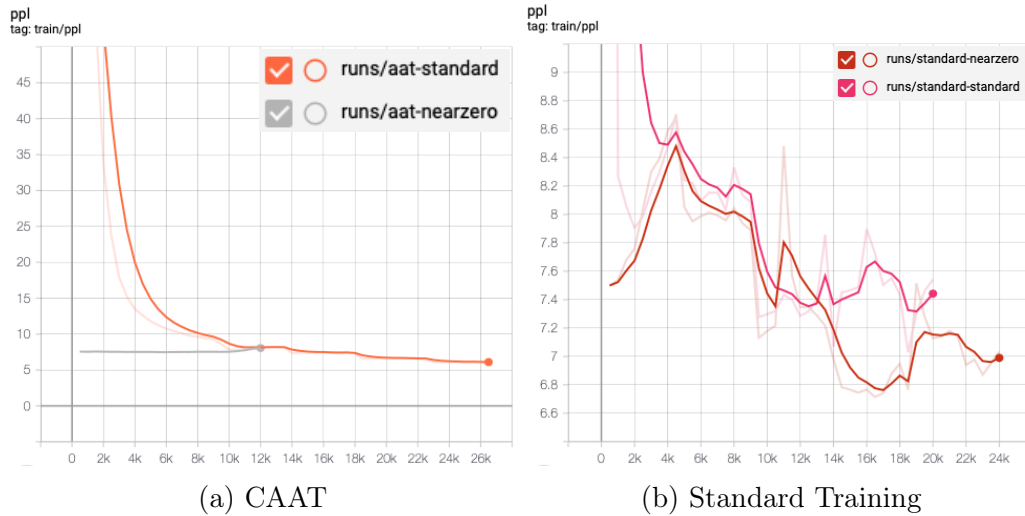 ppl
tag: train/ppl
runs/aat-standard
runs/aat-nearzero
45
40
35
30
25
20
15
10
5
0
0 2k 4k 6k 8k 10k 12k 14k 16k 18k 20k 22k 24k 26k
(a) CAAT
ppl
tag: train/ppl
runs/standard-nearzero
runs/standard-standard
9
8.8
8.6
8.4
8.2
8
7.8
7.6
7.4
7.2
7
6.8
6.6
0 2k 4k 6k 8k 10k 12k 14k 16k 18k 20k 22k 24k
(b) Standard Training